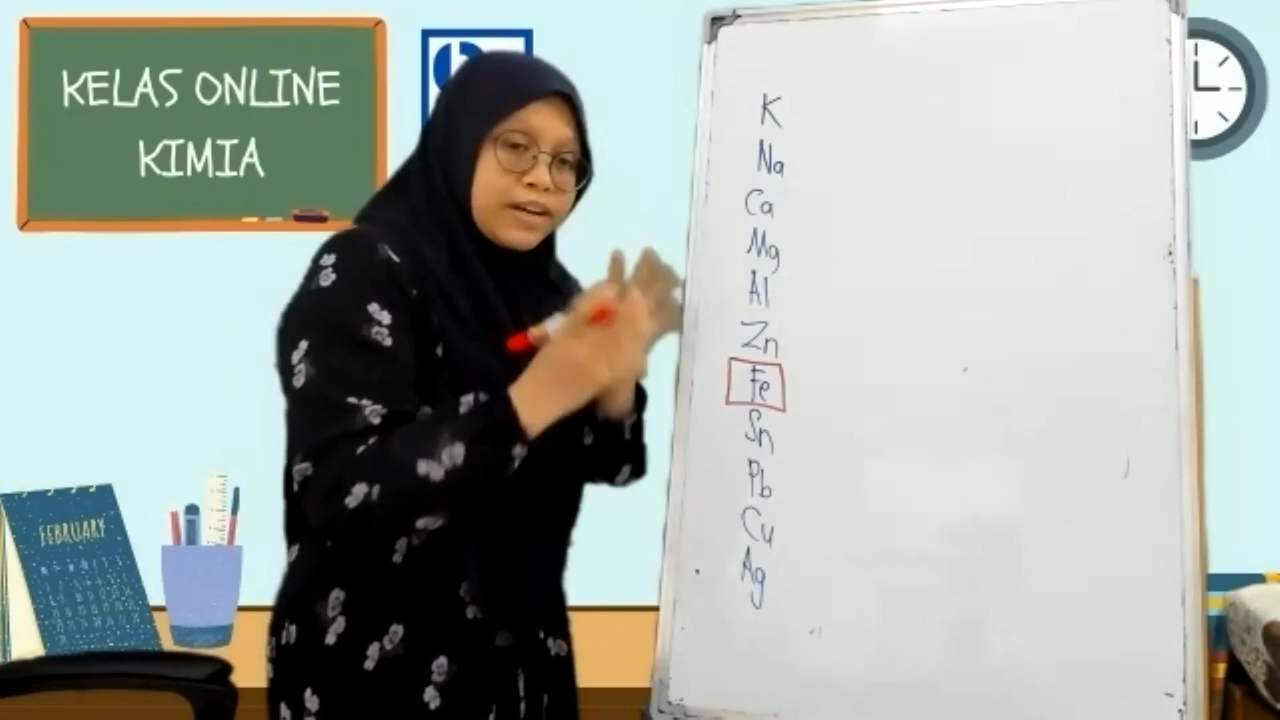 KELAS ONLINE
KIMIA
K
Na
Ca
Mg
Al
Zn
Fe
Sn
Pb
Cu
Ag
FEBRUARY